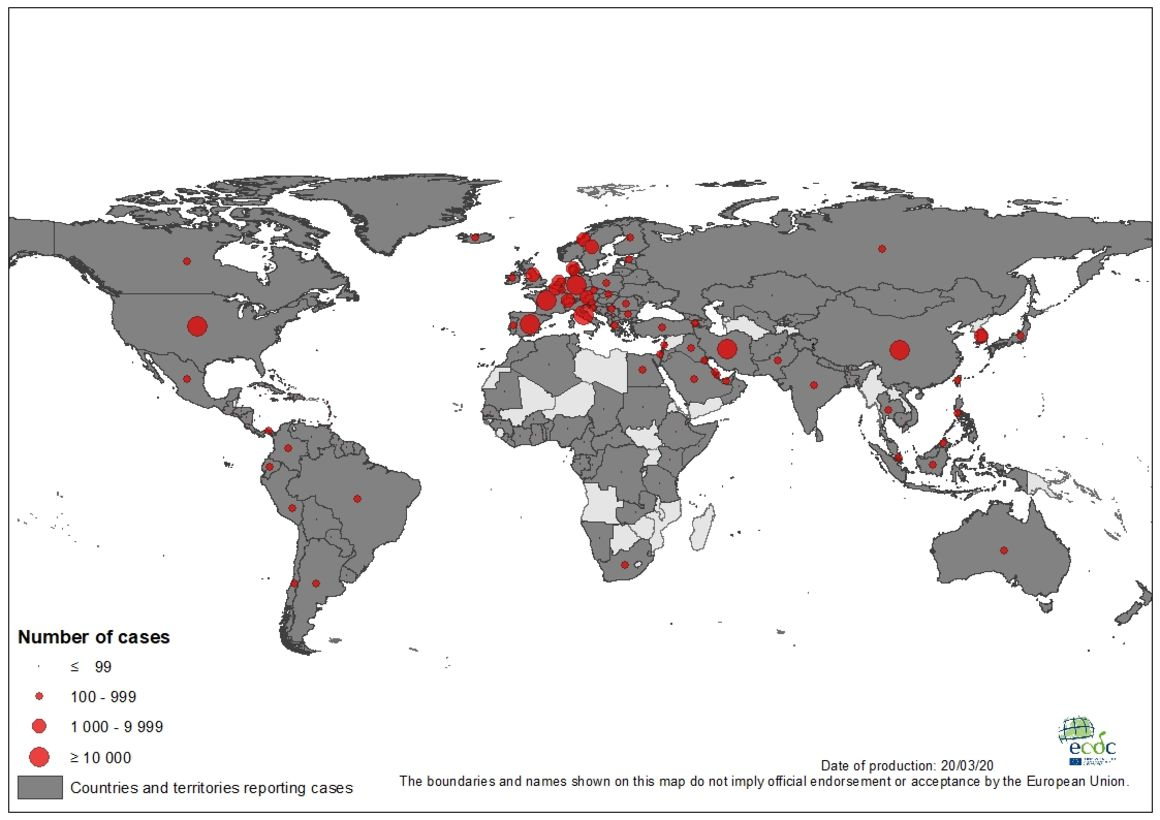 Number of cases
≤ 99
100 - 999
1 000 - 9 999
≥ 10 000
Countries and territories reporting cases
ecdc
Date of production: 20/03/20
The boundaries and names shown on this map do not imply official endorsement or acceptance by the European Union.